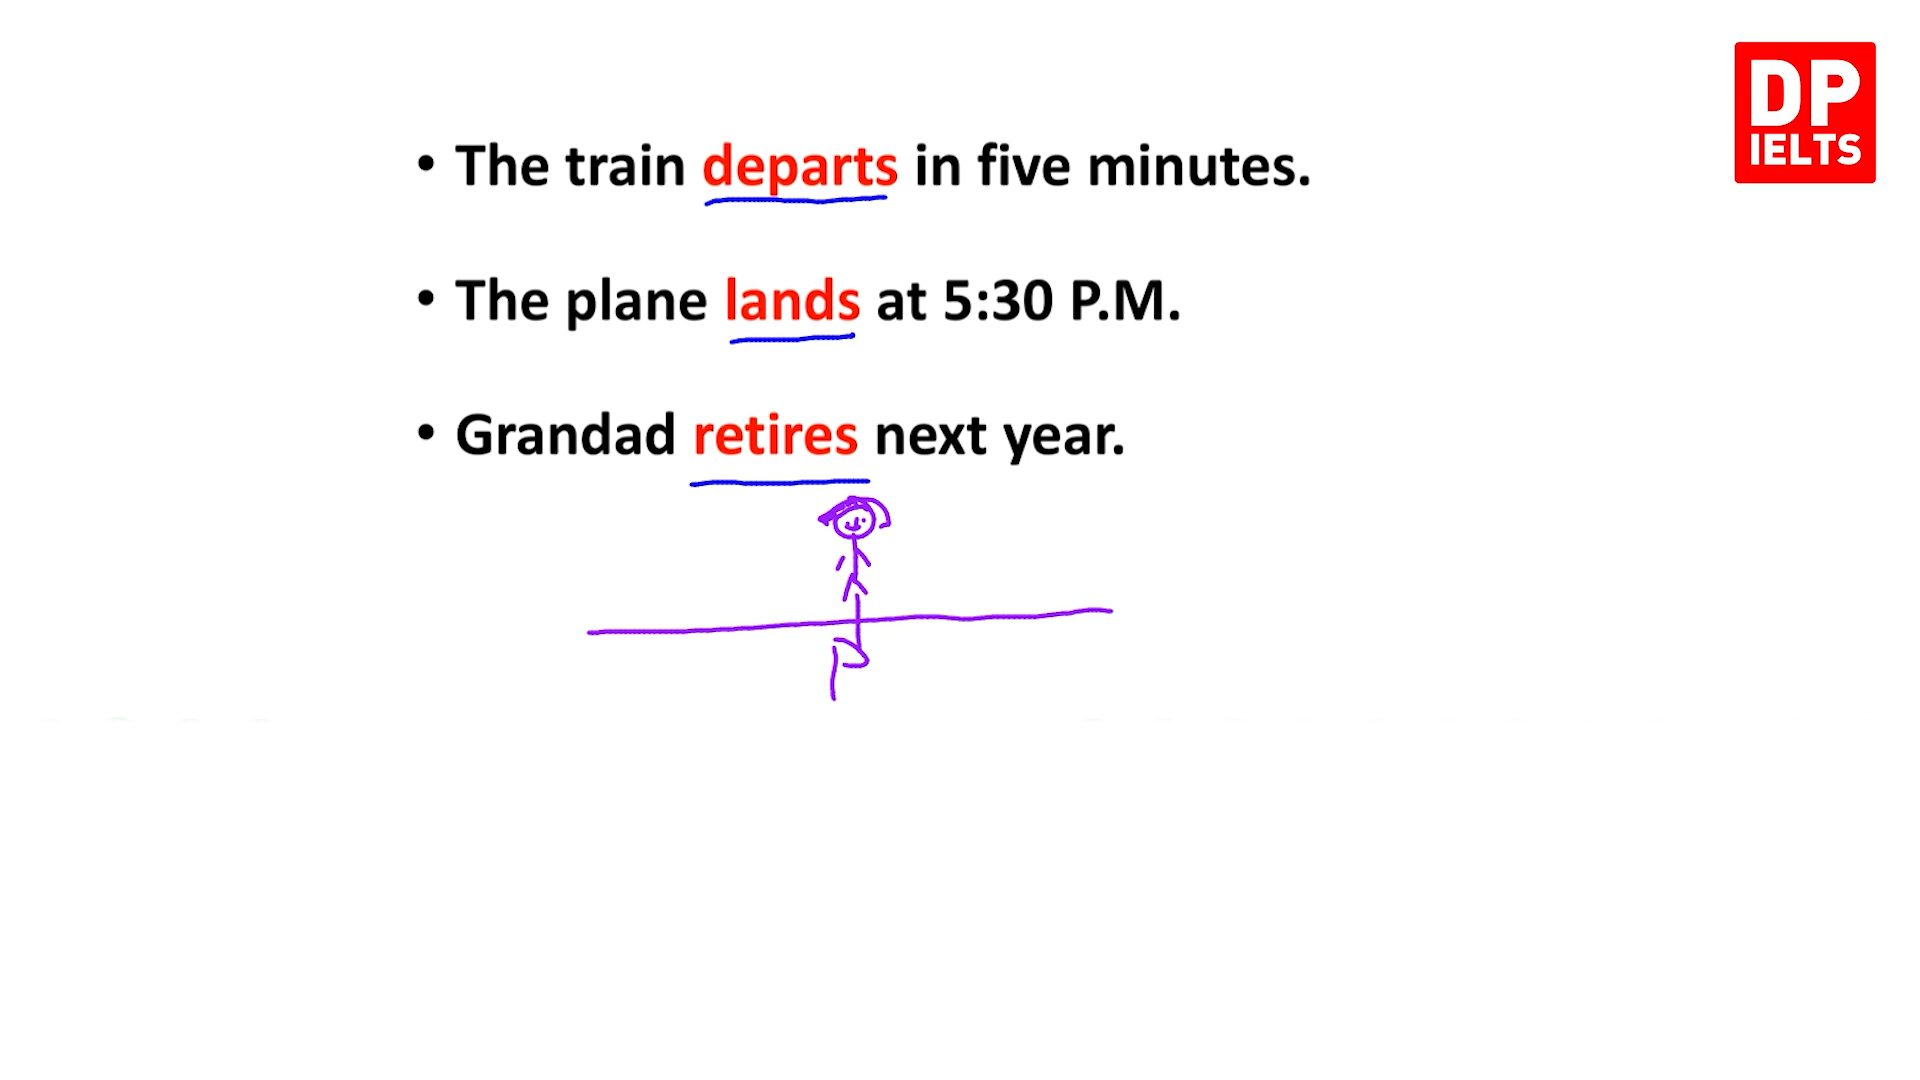 DP
IELTS
• The train departs in five minutes.
• The plane lands at 5:30 P.M.
• Grandad retires next year.
P